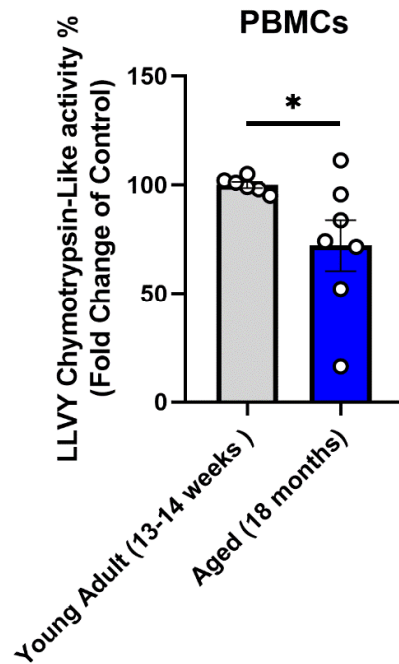 PBMCs
LLVY Chymotrypsin-Like activity %
(Fold Change of Control)
150
100
50
0
*
Young Adult (13-14 weeks )
Aged (18 months)